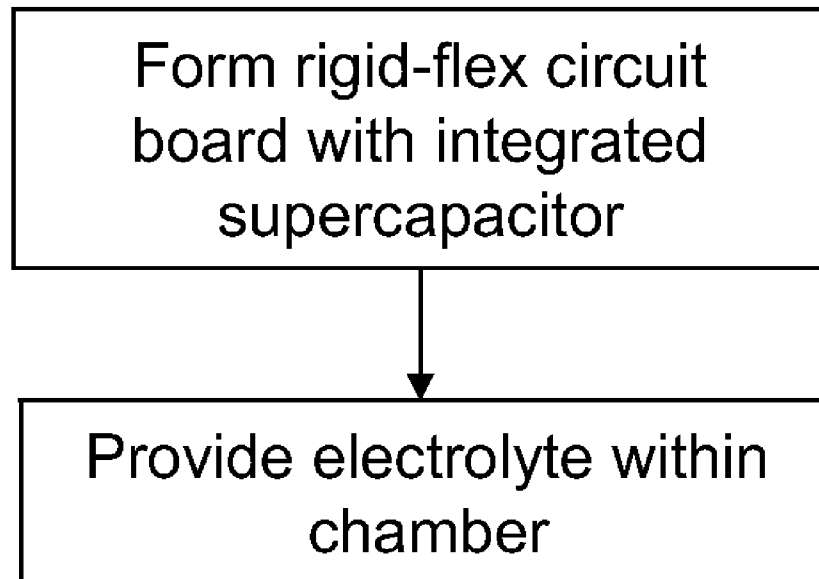 Form rigid-flex circuit
board with integrated
supercapacitor
Provide electrolyte within
chamber